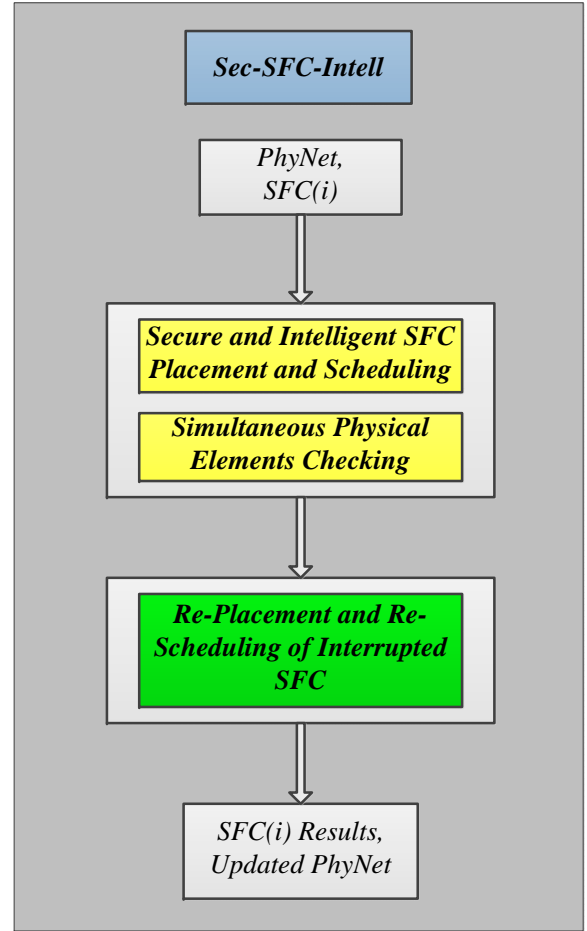 Sec-SFC-Intell
PhyNet,
SFC(i)
Secure and Intelligent SFC
Placement and Scheduling
Simultaneous Physical
Elements Checking
Re-Placement and Re-
Scheduling of Interrupted
SFC
SFC(i) Results,
Updated PhyNet